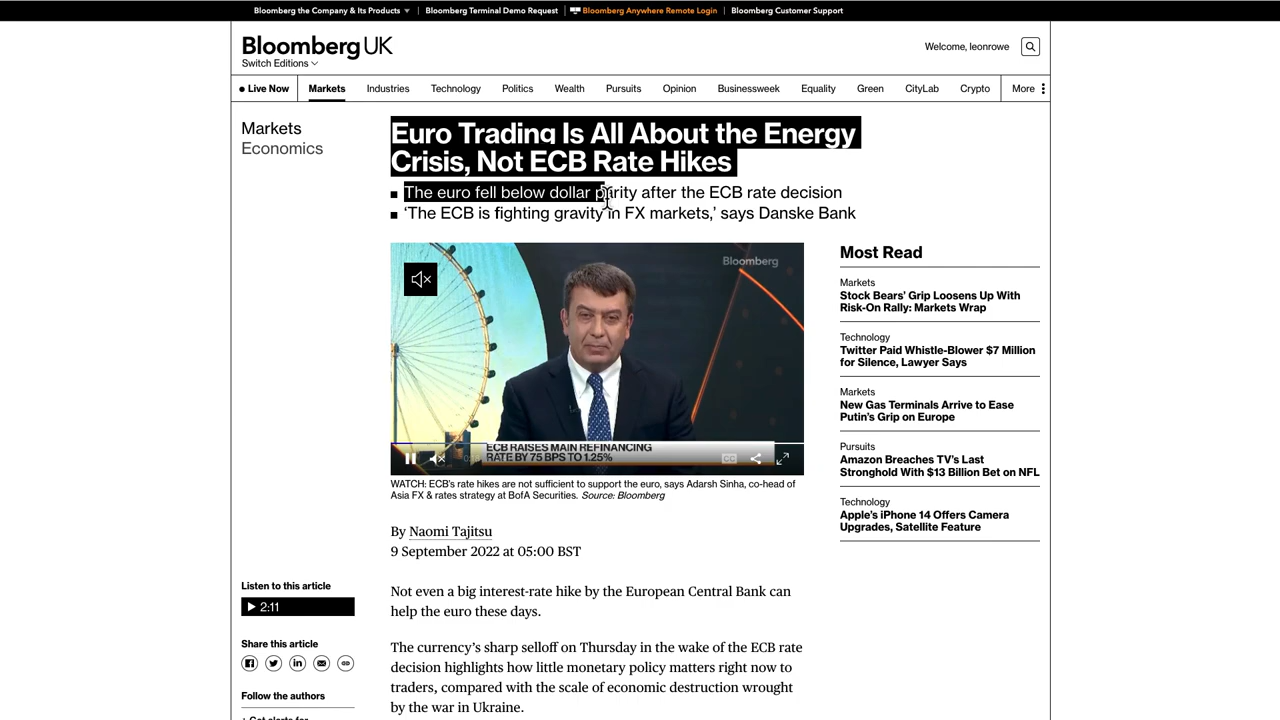 Bloomberg the Company & Its Products
Bloomberg Terminal Demo Request
Bloomberg Anywhere Remote Login
Bloomberg Customer Support
Bloomberg UK
Switch Editions
Welcome, leonrowe
Live Now
Markets
Industries
Technology
Politics
Wealth
Pursuits
Opinion
Businessweek
Equality
Green
CityLab
Crypto
More
Markets
Economics
Euro Trading Is All About the Energy
Crisis, Not ECB Rate Hikes
The euro fell below dollar parity after the ECB rate decision
‘The ECB is fighting gravity in FX markets,’ says Danske Bank
Bloomberg
ECB RAISES MAIN REFINANCING
RATE BY 75 BPS TO 1.25%
CC
WATCH: ECB’s rate hikes are not sufficient to support the euro, says Adarsh Sinha, co-head of
Asia FX & rates strategy at BofA Securities. Source: Bloomberg
By Naomi Tajitsu
9 September 2022 at 05:00 BST
Listen to this article
2:11
Share this article
Follow the authors
Not even a big interest-rate hike by the European Central Bank can
help the euro these days.
The currency’s sharp selloff on Thursday in the wake of the ECB rate
decision highlights how little monetary policy matters right now to
traders, compared with the scale of economic destruction wrought
by the war in Ukraine.
Most Read
Markets
Stock Bears’ Grip Loosens Up With
Risk-On Rally: Markets Wrap
Technology
Twitter Paid Whistle-Blower $7 Million
for Silence, Lawyer Says
Markets
New Gas Terminals Arrive to Ease
Putin’s Grip on Europe
Pursuits
Amazon Breaches TV’s Last
Stronghold With $13 Billion Bet on NFL
Technology
Apple’s iPhone 14 Offers Camera
Upgrades, Satellite Feature